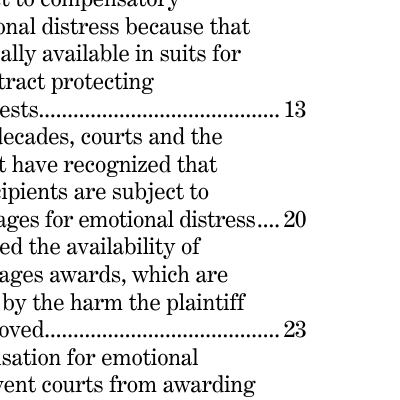 to compensatory
onal distress because that
ally available in suits for
tract protecting
ests............................................ 13
decades, courts and the
t have recognized that
cipients are subject to
ages for emotional distress.... 20
ed the availability of
ages awards, which are
by the harm the plaintiff
oved........................................... 23
sation for emotional
vent courts from awarding